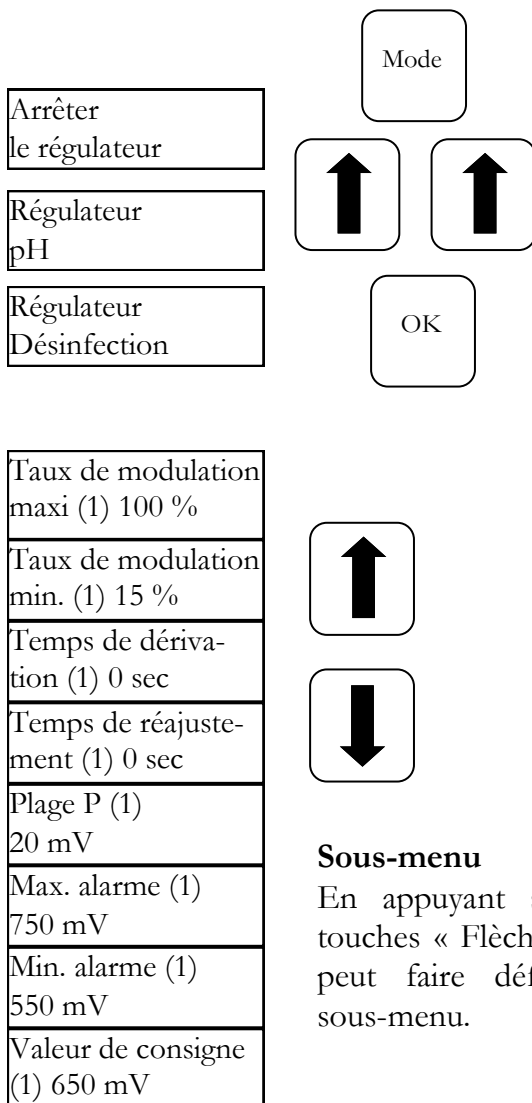 Mode
Arrêter
le régulateur
Régulateur
pH
Régulateur
Désinfection
OK
Taux de modulation
maxi (1) 100 %
Taux de modulation
min. (1) 15 %
Temps de dériva-
tion (1) 0 sec
Temps de réajuste-
ment (1) 0 sec
Plage P (1)
20 mV
Max. alarme (1)
750 mV
Min. alarme (1)
550 mV
Valeur de consigne
(1) 650 mV
Sous-menu
En appuyant
touches « Flèch
peut faire
sous-menu.